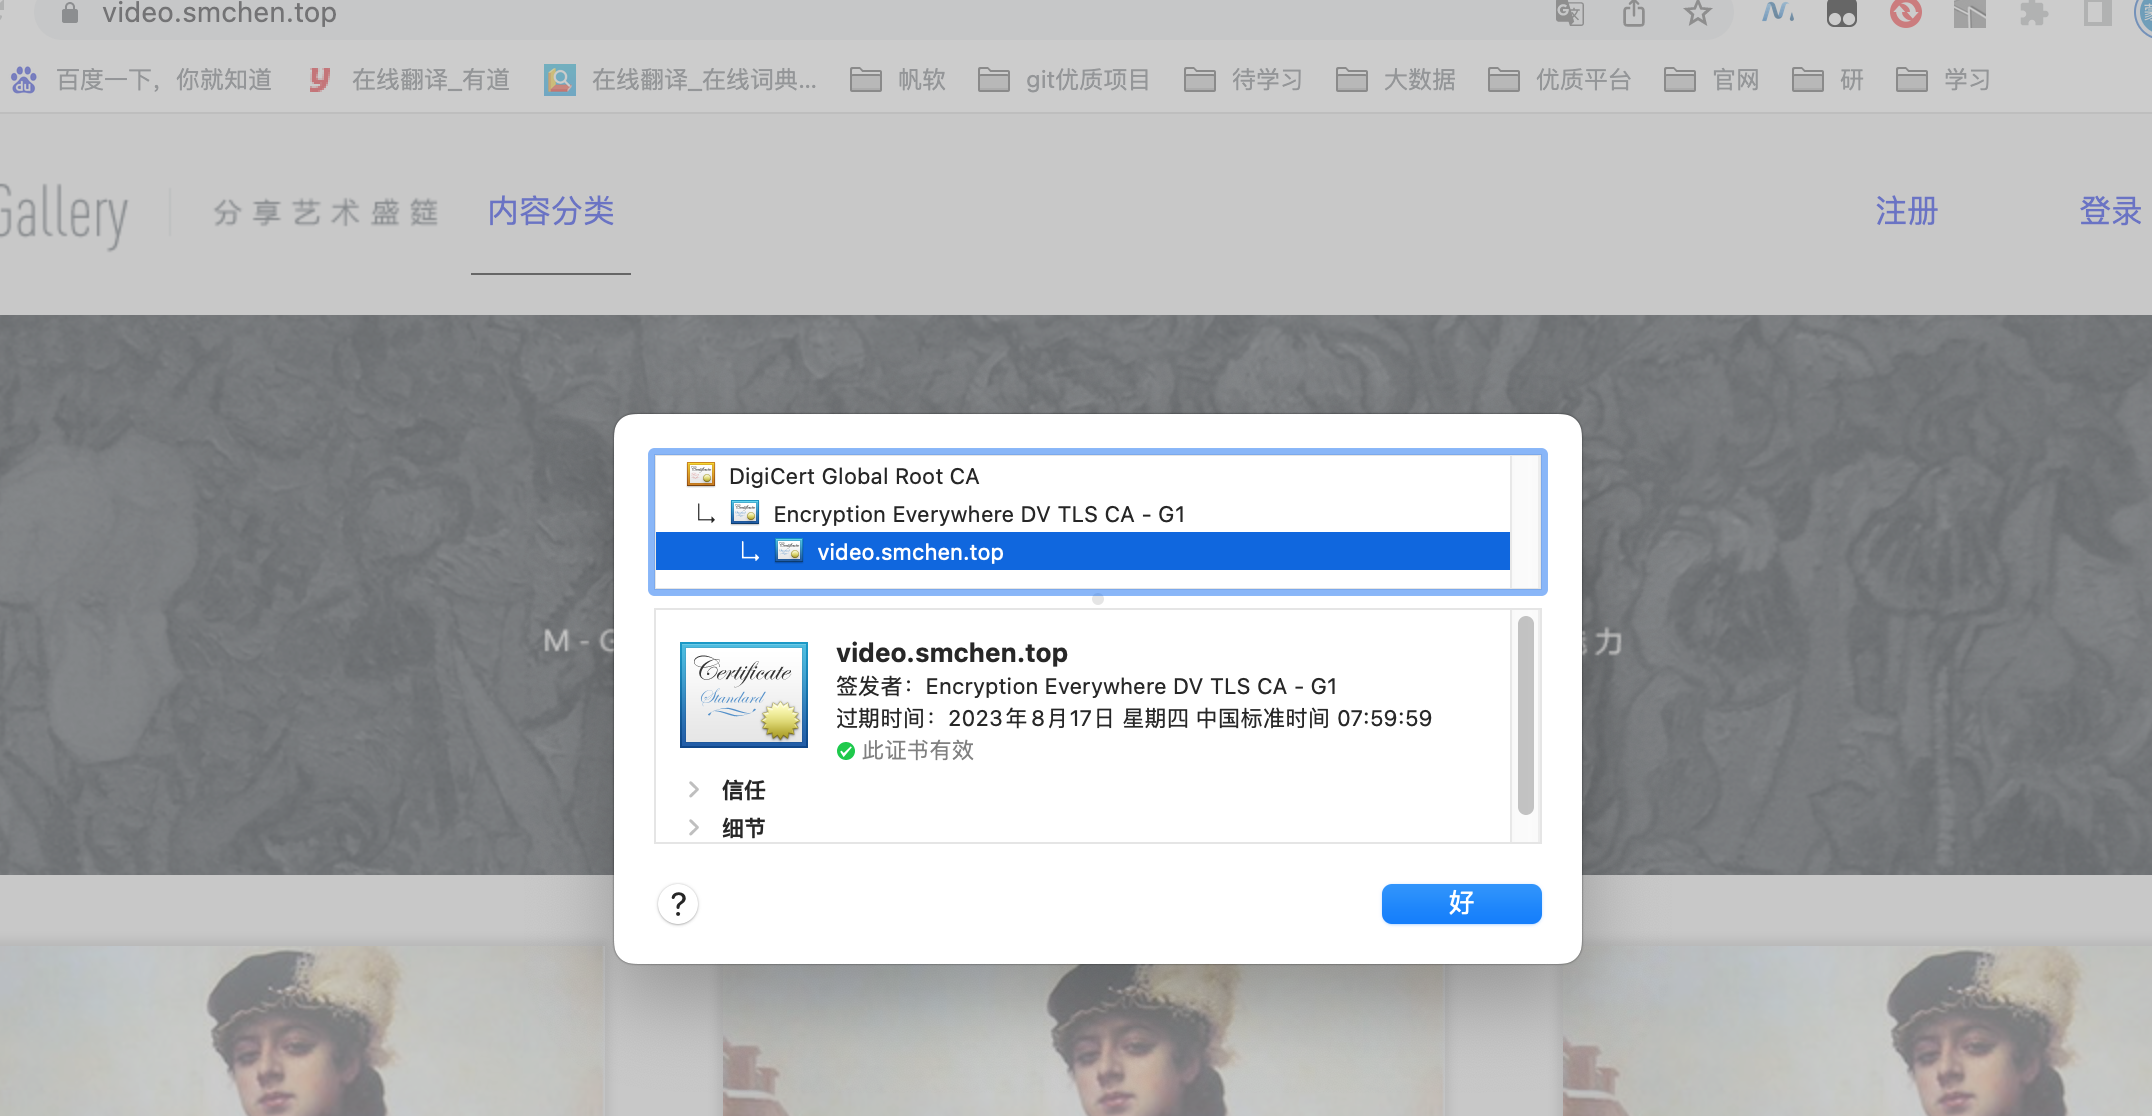 video.smchen.top
百度一下，你就知道
在线翻译_有道
在线翻译_在线词典...
帆软
git优质项目
待学习
大数据
优质平台
官网
研
学习
Gallery
分享艺术盛筵
内容分类
注册
登录
M - G
力
DigiCert Global Root CA
Encryption Everywhere DV TLS CA - G1
video.smchen.top
Certificate
Standard
video.smchen.top
签发者：Encryption Everywhere DV TLS CA - G1
过期时间：2023年8月17日 星期四 中国标准时间 07:59:59
此证书有效
信任
细节
?
好